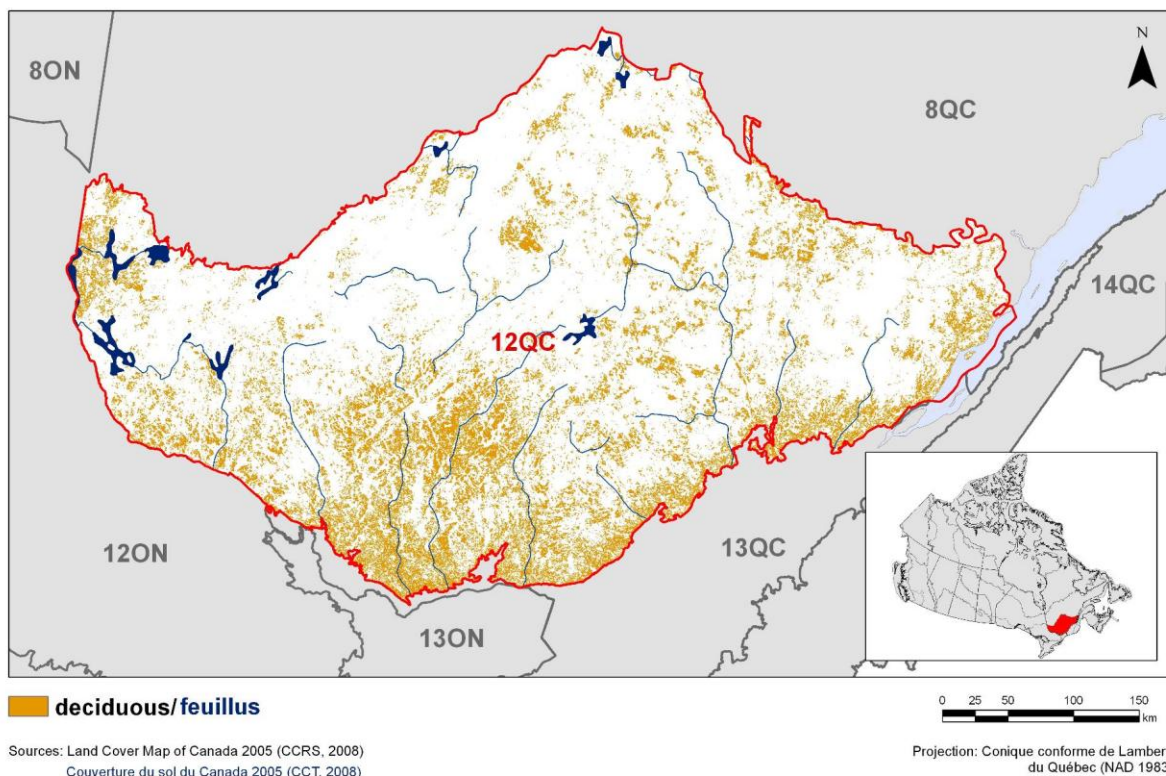 N
8ON
8QC
14QC
12QC
12ON
13QC
13ON
deciduous/feuillus
0 25 50 100 150
km
Sources: Land Cover Map of Canada 2005 (CCRS, 2008)
Couverture du sol du Canada 2005 (CCT, 2008)
Projection: Conique conforme de Lamber
du Québec (NAD 1983